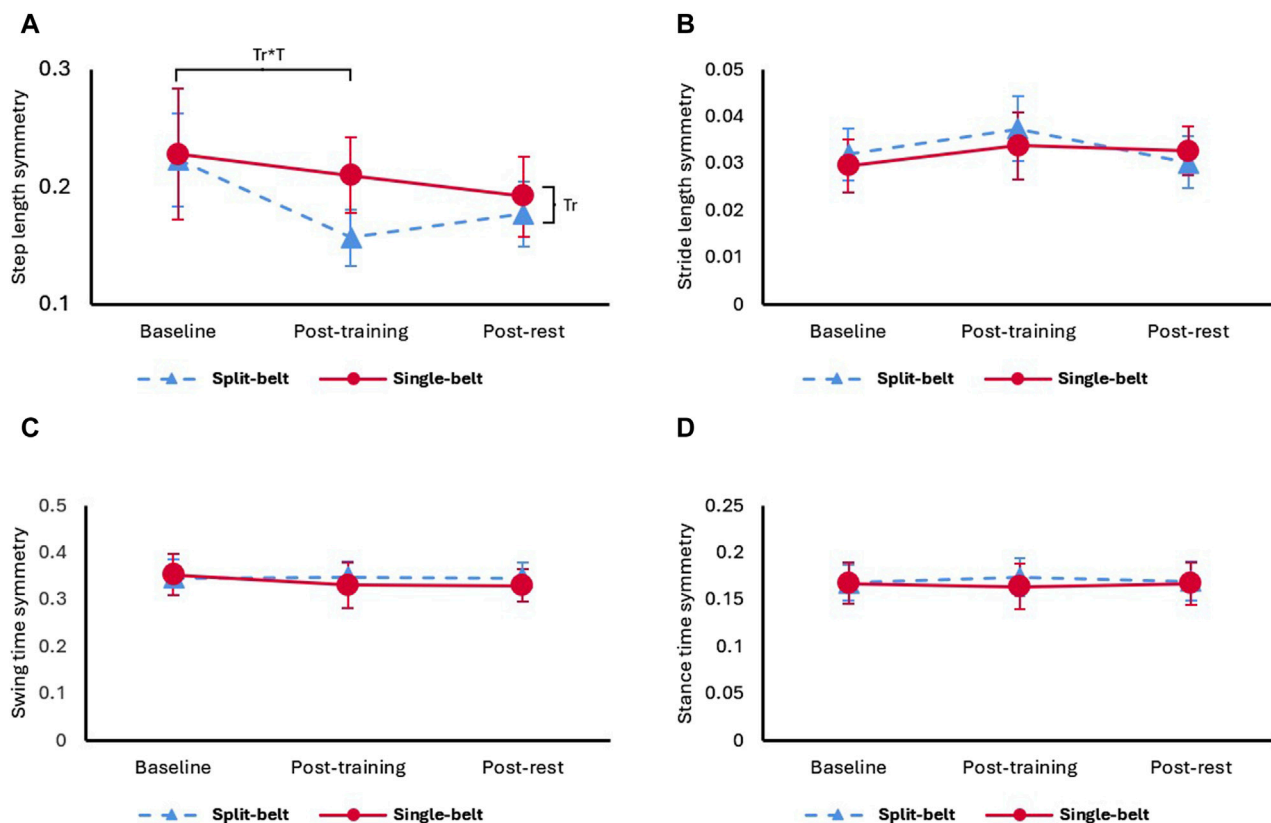 A
Tr*T
0.3
0.2
0.1
Step length symmetry
Tr
Baseline Post-training Post-rest
Split-belt Single-belt
B
0.05
0.04
0.03
0.02
0.01
0
Stride length symmetry
Baseline Post-training Post-rest
Split-belt Single-belt
C
0.5
0.4
0.3
0.2
0.1
0
Swing time symmetry
Baseline Post-training Post-rest
Split-belt Single-belt
D
0.25
0.2
0.15
0.1
0.05
0
Stance time symmetry
Baseline Post-training Post-rest
Split-belt Single-belt